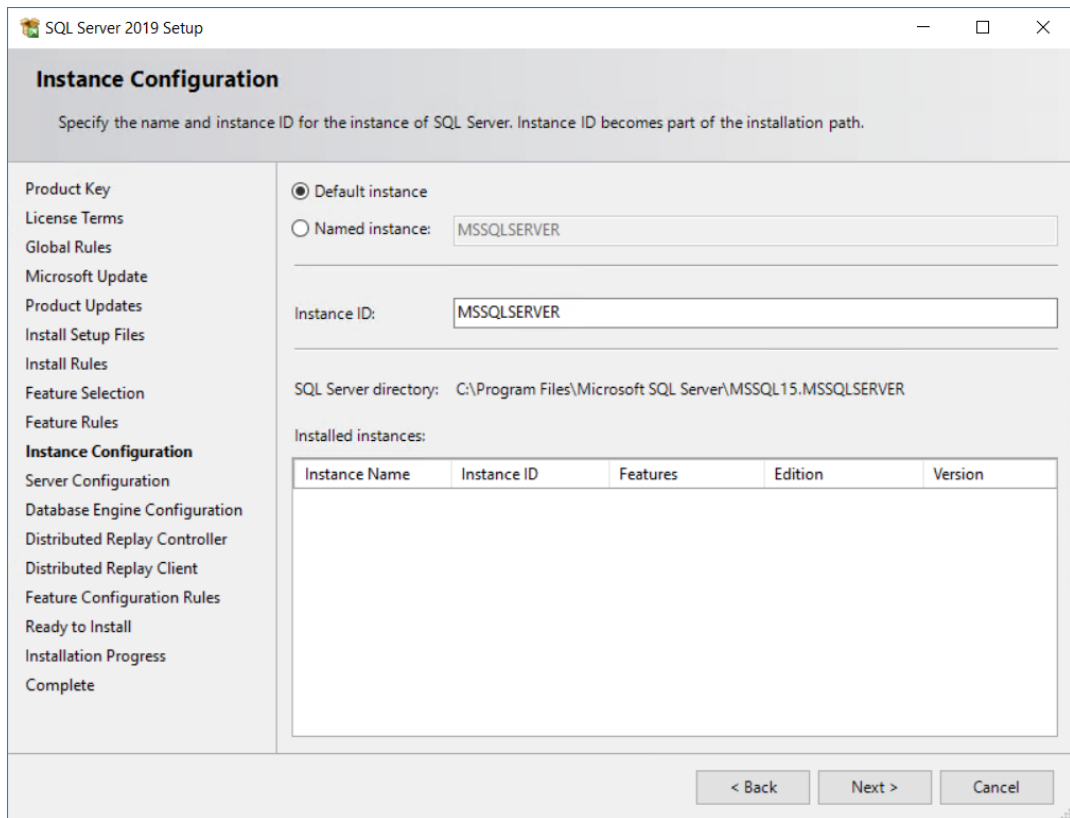 SQL Server 2019 Setup
Instance Configuration
Specify the name and instance ID for the instance of SQL Server. Instance ID becomes part of the installation path.
Product Key
License Terms
Global Rules
Microsoft Update
Product Updates
Install Setup Files
Install Rules
Feature Selection
Feature Rules
Instance Configuration
Server Configuration
Database Engine Configuration
Distributed Replay Controller
Distributed Replay Client
Feature Configuration Rules
Ready to Install
Installation Progress
Complete
Default instance
Named instance: MSSQLSERVER
Instance ID: MSSQLSERVER
SQL Server directory: C:\Program Files\Microsoft SQL Server\MSSQL15.MSSQLSERVER
Installed instances:
Instance Name Instance ID Features Edition Version
< Back Next > Cancel